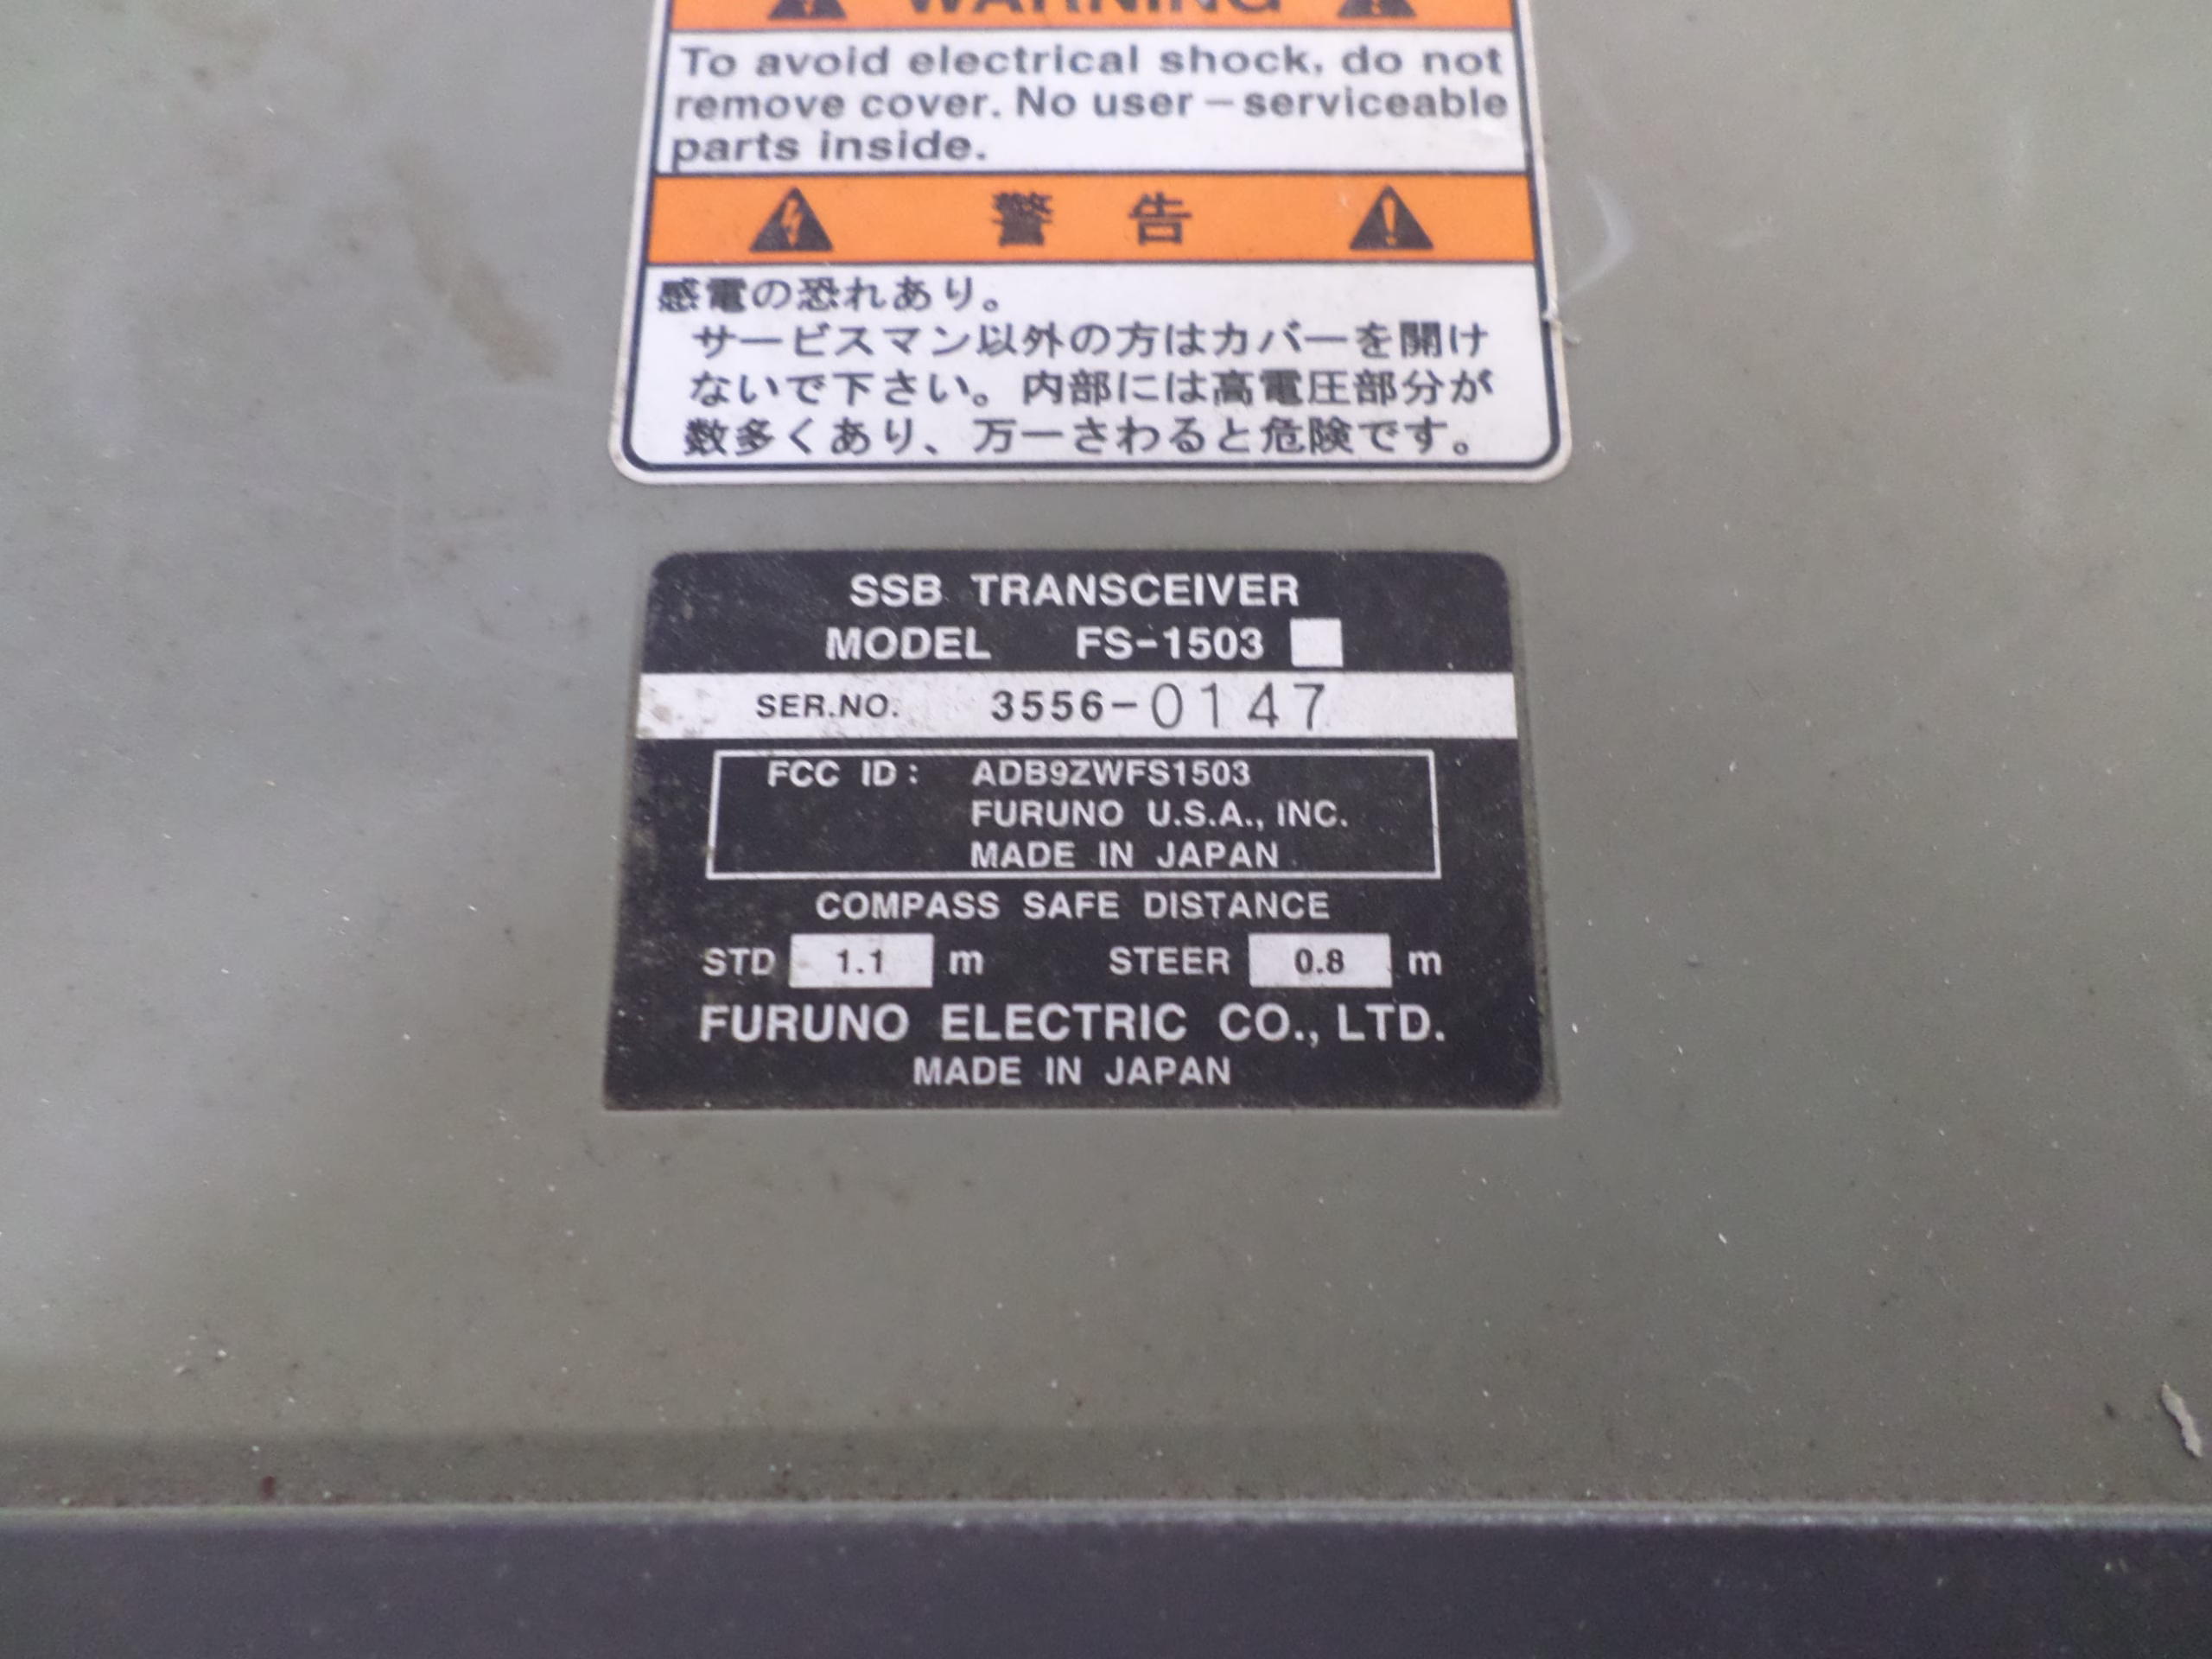 WARNING
To avoid electrical shock, do not
remove cover. No user-serviceable
parts inside.
警告
感電の恐れあり。
サービスマン以外の方はカバーを開け
ないで下さい。内部には高電圧部分が
数多くあり、万一さわると危険です。
SSB TRANSCEIVER
MODEL FS-1503
SER.NO. 3556-0147
FCC ID: ADB9ZWFS1503
FURUNO U.S.A., INC.
MADE IN JAPAN
COMPASS SAFE DISTANCE
STD 1.1 m STEER 0.8 m
FURUNO ELECTRIC CO., LTD.
MADE IN JAPAN